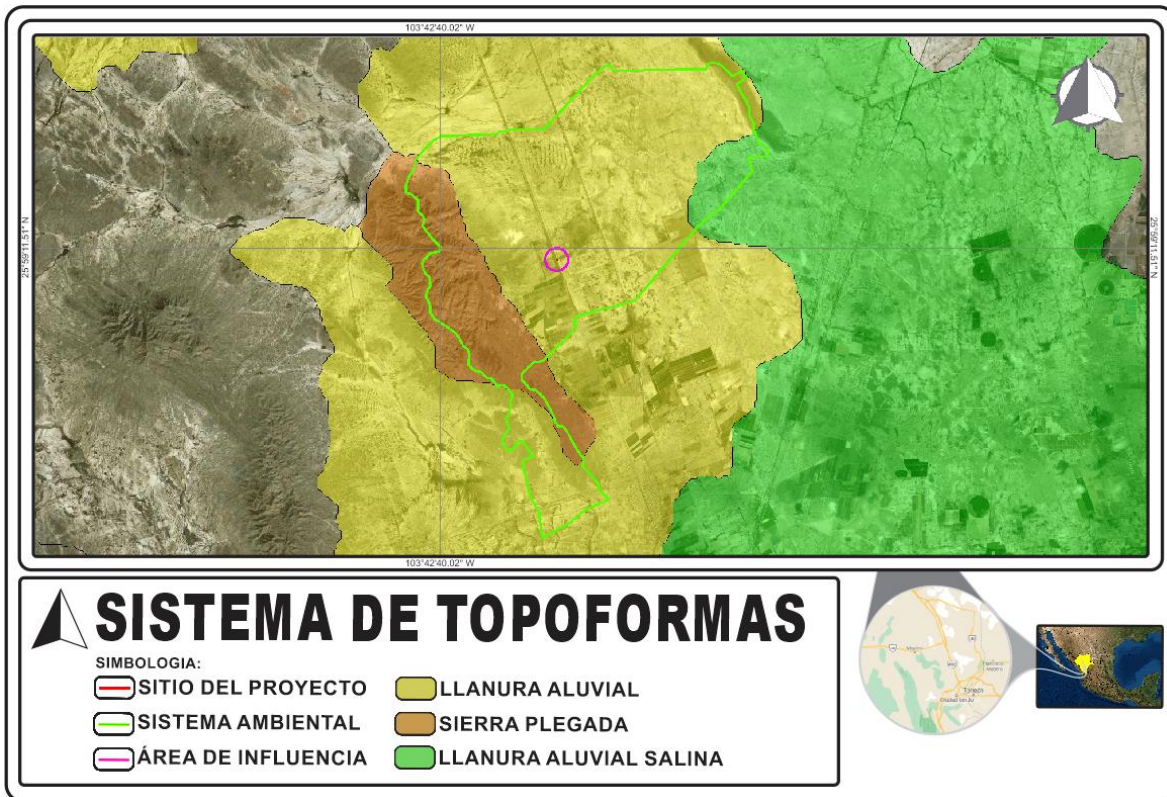 103°42'40.02" W
25°59'11.51" N
25°59'11.51" N
103°42'40.02" W
SISTEMA DE TOPOFORMAS
SIMBOLOGIA:
SITIO DEL PROYECTO
LLANURA ALUVIAL
SISTEMA AMBIENTAL
SIERRA PLEGADA
ÁREA DE INFLUENCIA
LLANURA ALUVIAL SALINA
Torreón